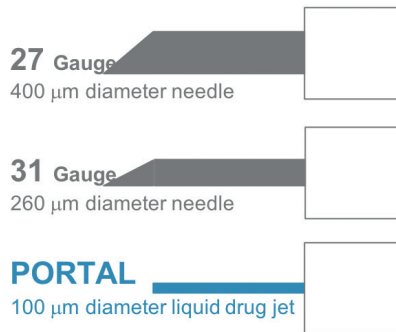 27 Gauge
400 μm diameter needle
31 Gauge
260 μm diameter needle
PORTAL
100 μm diameter liquid drug jet